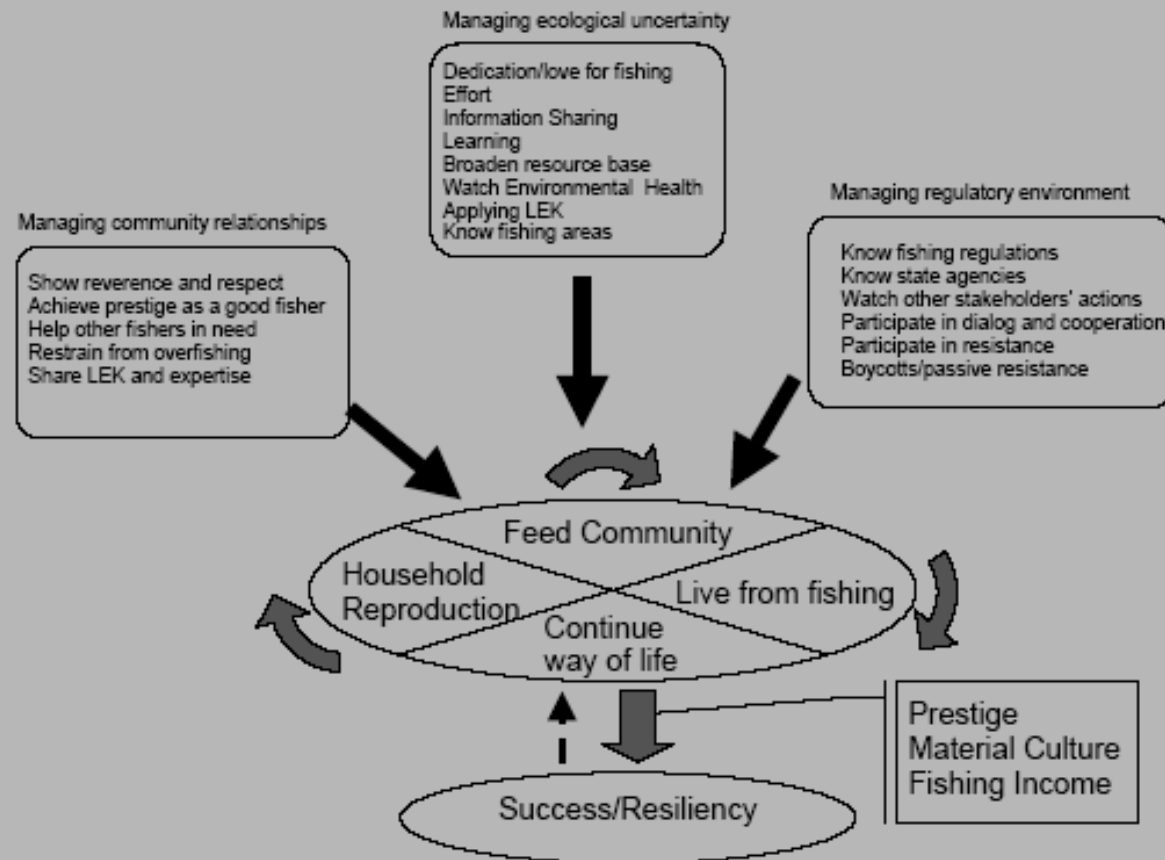 Managing ecological uncertainty
Dedication/love for fishing
Effort
Information Sharing
Learning
Broaden resource base
Watch Environmental Health
Applying LEK
Know fishing areas
Managing community relationships
Show reverence and respect
Achieve prestige as a good fisher
Help other fishers in need
Restrain from overfishing
Share LEK and expertise
Managing regulatory environment
Know fishing regulations
Know state agencies
Watch other stakeholders' actions
Participate in dialog and cooperation
Participate in resistance
Boycotts/passive resistance
Feed Community
Household
Reproduction
Live from fishing
Continue
way of life
Prestige
Material Culture
Fishing Income
Success/Resiliency